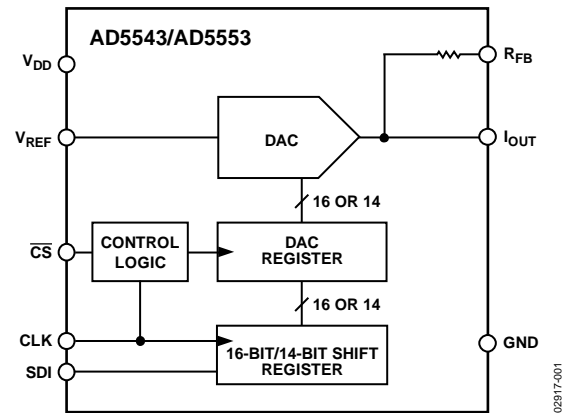 AD5543/AD5553
VDD
RFB
VREF
DAC
IOUT
16 OR 14
CS
CONTROL
LOGIC
DAC
REGISTER
16 OR 14
CLK
16-BIT/14-BIT SHIFT
REGISTER
GND
SDI
02917-001